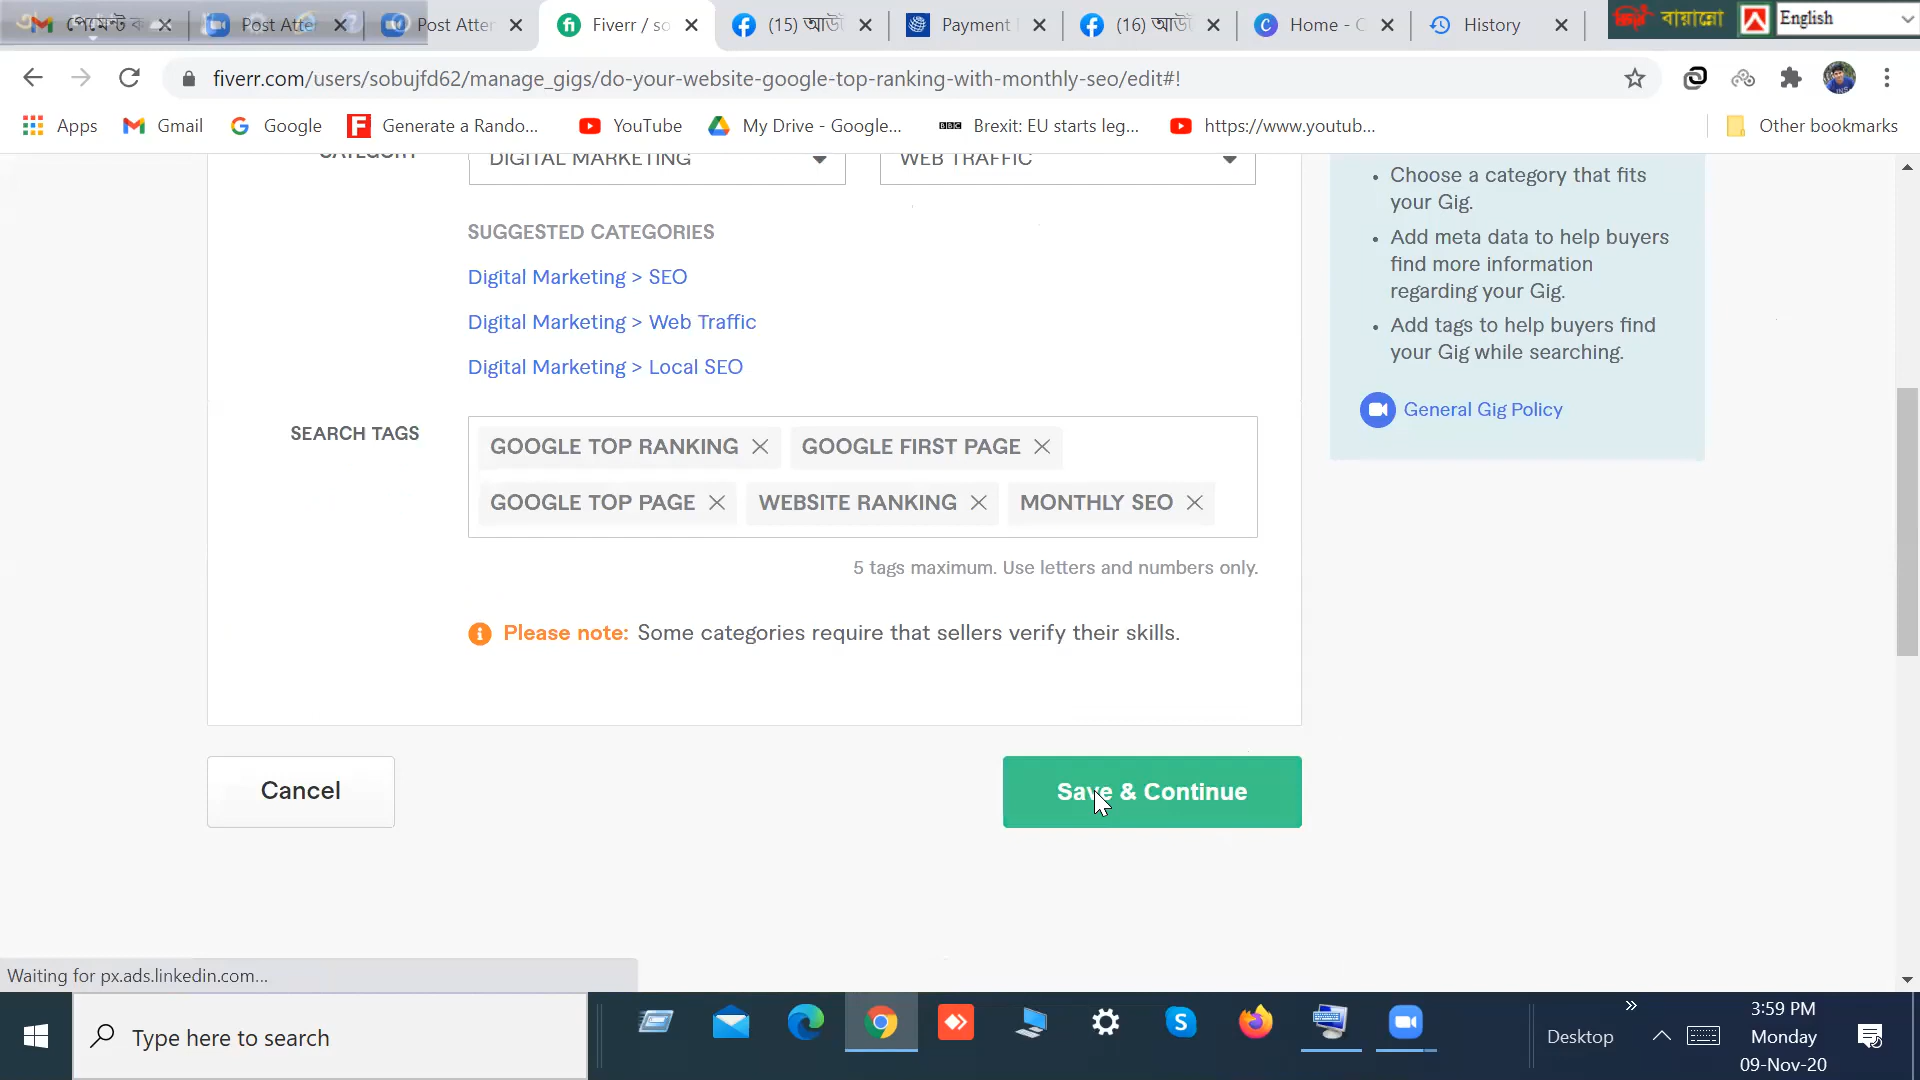 পেমেন্ট ক
Post Atte
Post Atter
Fiverr / so
(15) আউ
Payment
(16) আউ
Home - C
History
বায়ান্নো
English
fiverr.com/users/sobujfd62/manage_gigs/do-your-website-google-top-ranking-with-monthly-seo/edit#!
Apps
Gmail
Google
Generate a Rando...
YouTube
My Drive - Google...
BBC
Brexit: EU starts leg...
https://www.youtub...
Other bookmarks
CATEGORY
DIGITAL MARKETING
WEB TRAFFIC
SUGGESTED CATEGORIES
Digital Marketing > SEO
Digital Marketing > Web Traffic
Digital Marketing > Local SEO
SEARCH TAGS
GOOGLE TOP RANKING
GOOGLE FIRST PAGE
GOOGLE TOP PAGE
WEBSITE RANKING
MONTHLY SEO
5 tags maximum. Use letters and numbers only.
Please note: Some categories require that sellers verify their skills.
Cancel
Save & Continue
• Choose a category that fits
your Gig.
• Add meta data to help buyers
find more information
regarding your Gig.
• Add tags to help buyers find
your Gig while searching.
General Gig Policy
Waiting for px.ads.linkedin.com...
Type here to search
Desktop
3:59 PM
Monday
09-Nov-20